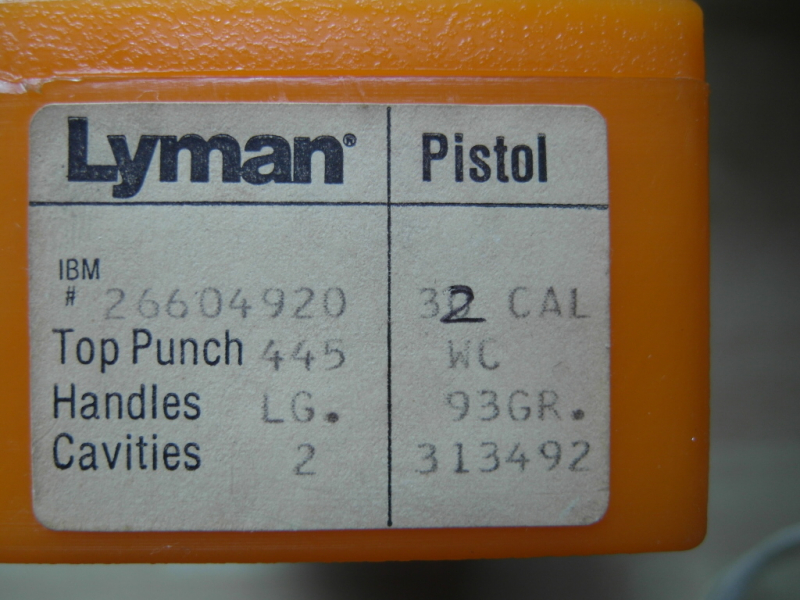 Lyman® Pistol
IBM
# 26604920 32 CAL
Top Punch 445 WC
Handles LG. 93GR.
Cavities 2 313492